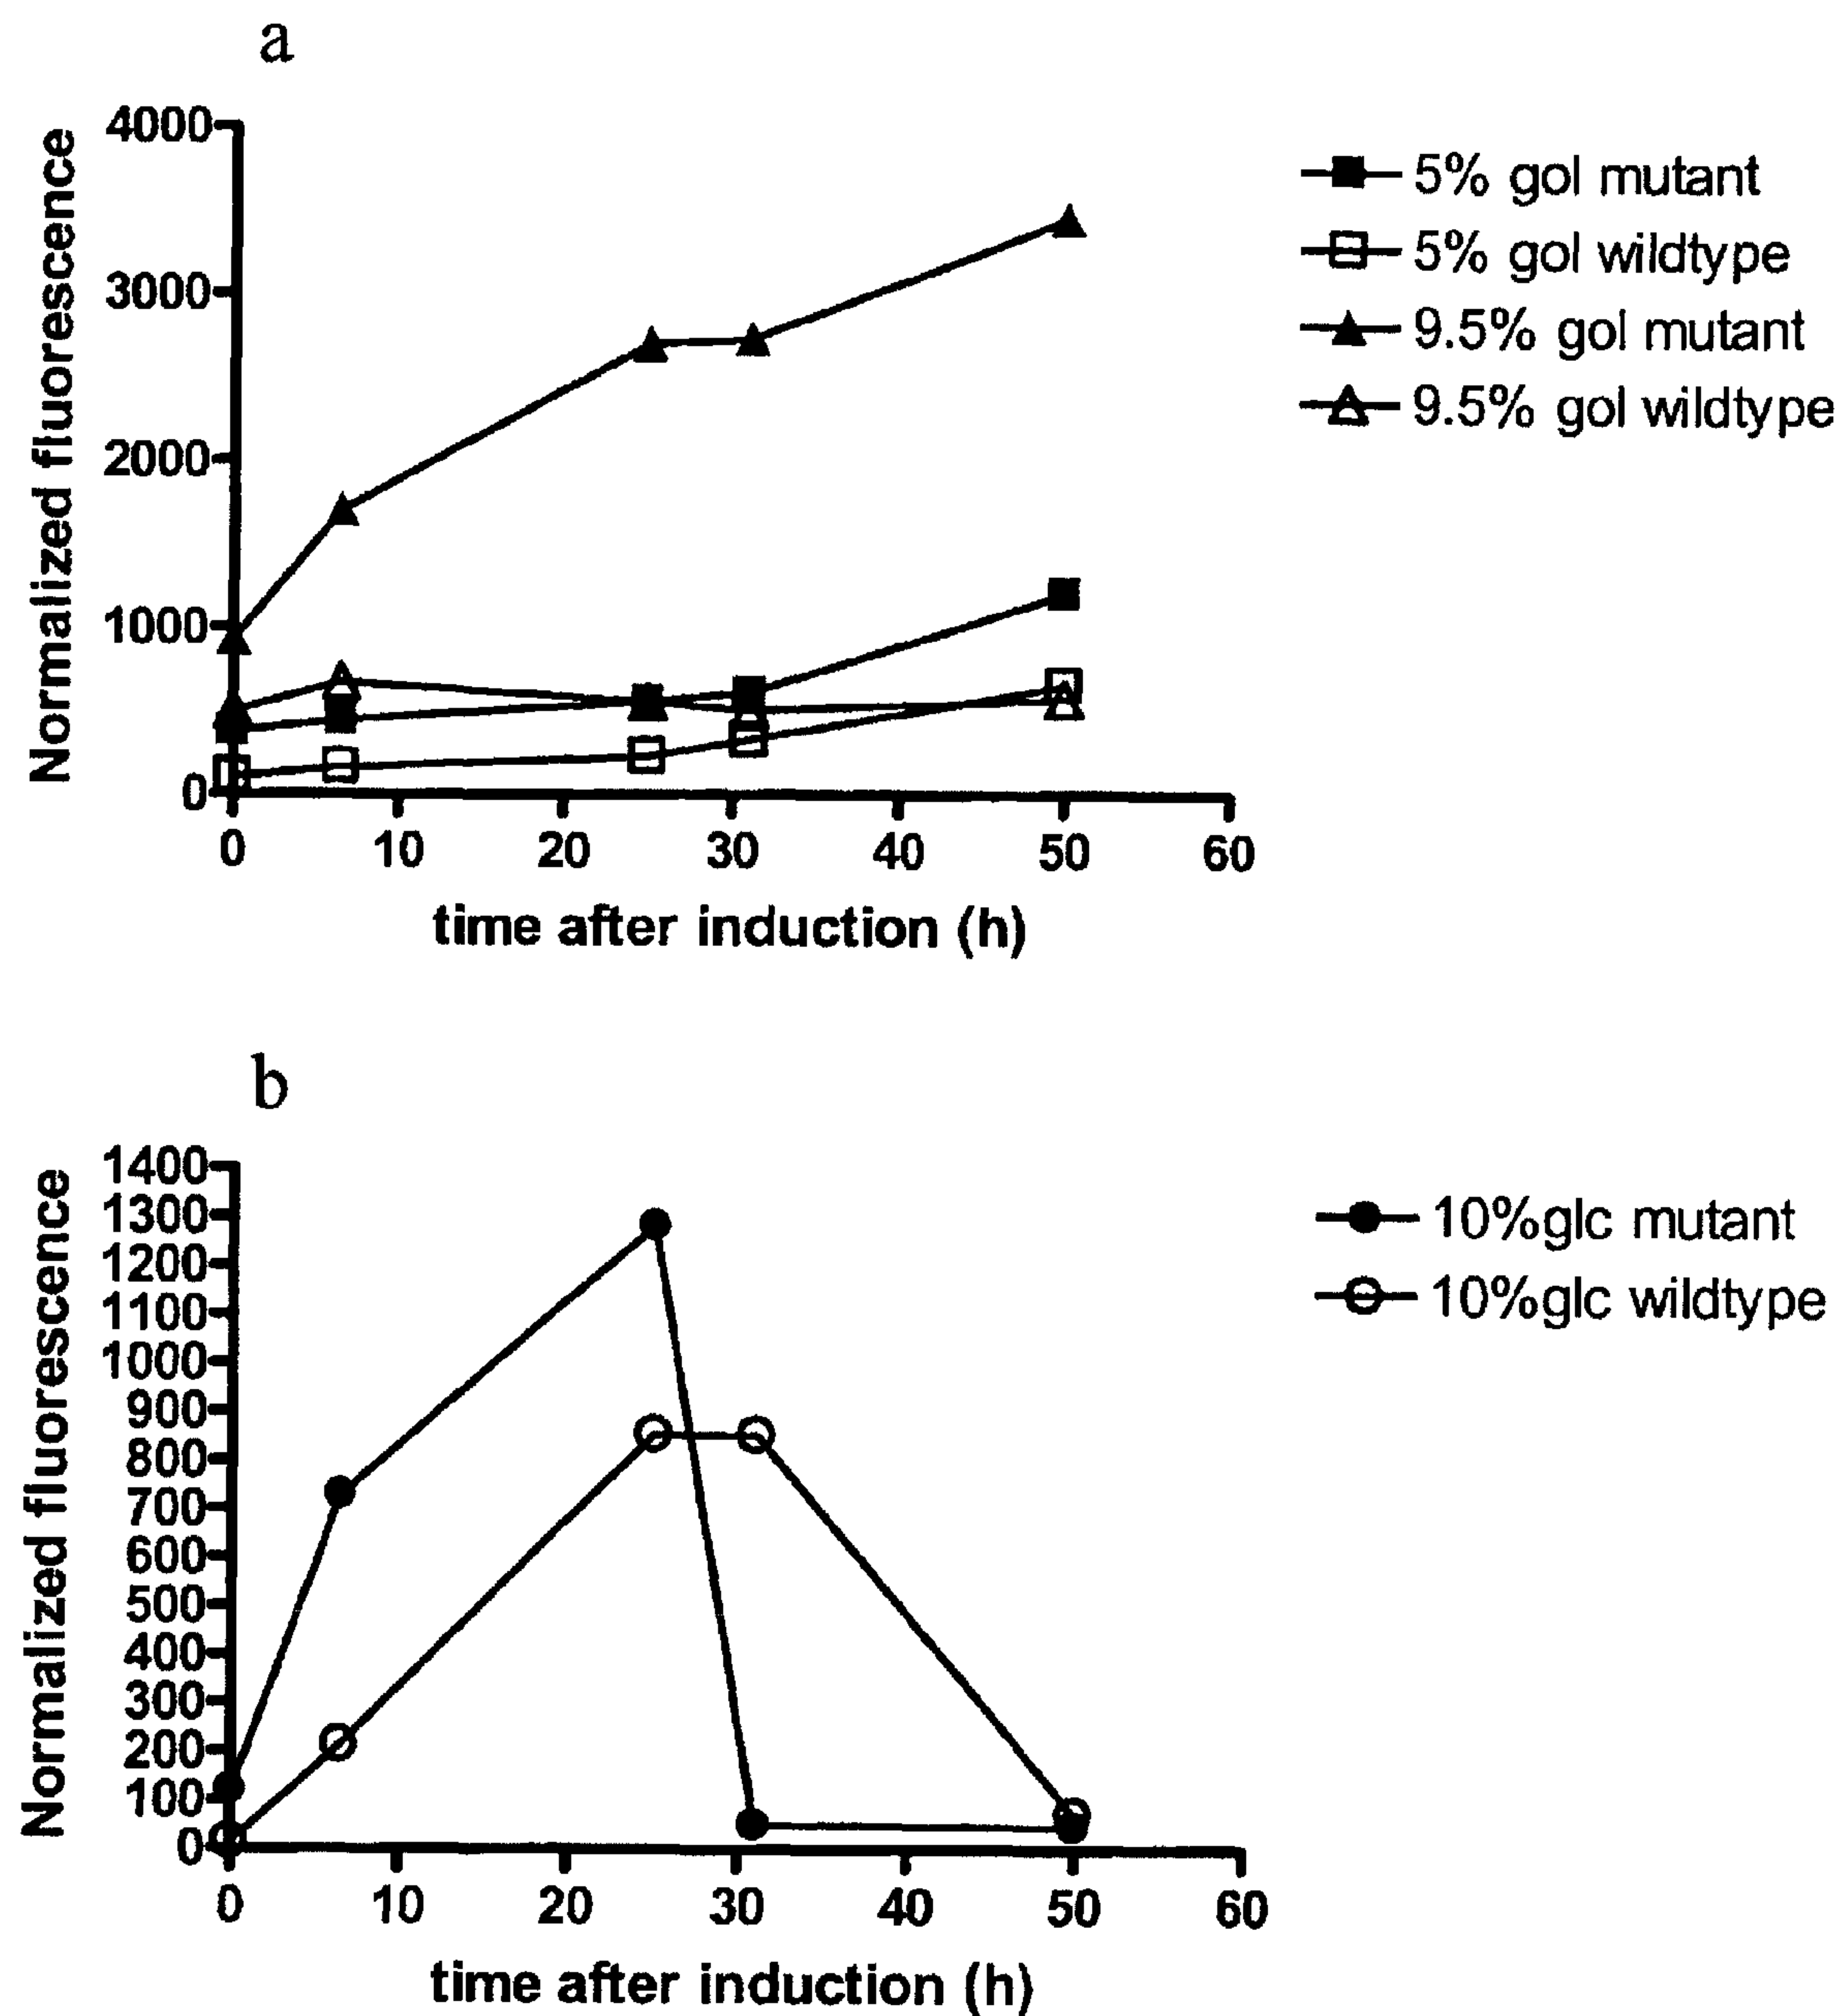 a
Normalized fluorescence
4000
3000
2000
1000
0
0 10 20 30 40 50 60
time after induction (h)
5% gol mutant
5% gol wildtype
9.5% gol mutant
9.5% gol wildtype
b
Normalized fluorescence
1400
1300
1200
1100
1000
900
800
700
600
500
400
300
200
100
0
0 10 20 30 40 50 60
time after induction (h)
10%glc mutant
10%glc wildtype